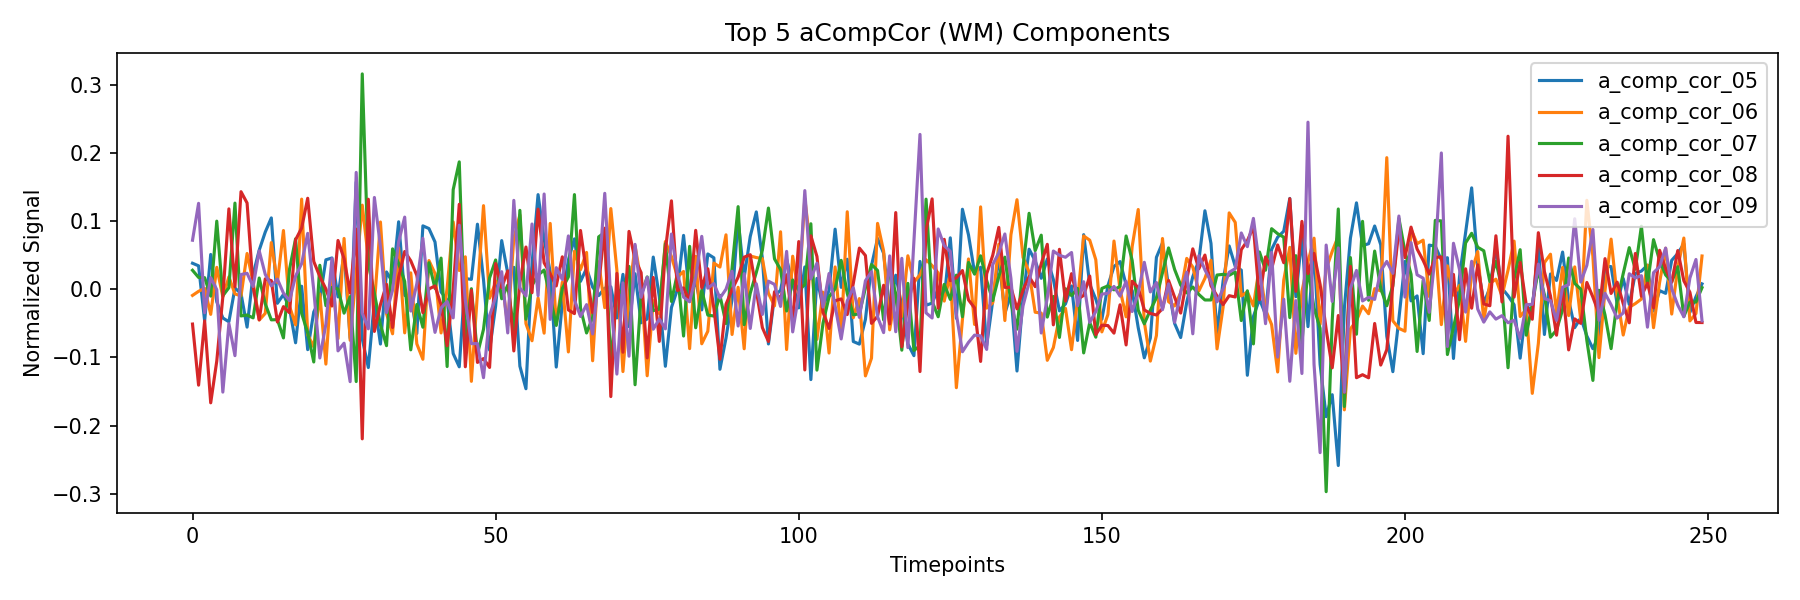 Top 5 aCompCor (WM) Components
Normalized Signal
0.3
0.2
0.1
0.0
−0.1
−0.2
−0.3
a_comp_cor_05
a_comp_cor_06
a_comp_cor_07
a_comp_cor_08
a_comp_cor_09
0 50 100 150 200 250
Timepoints